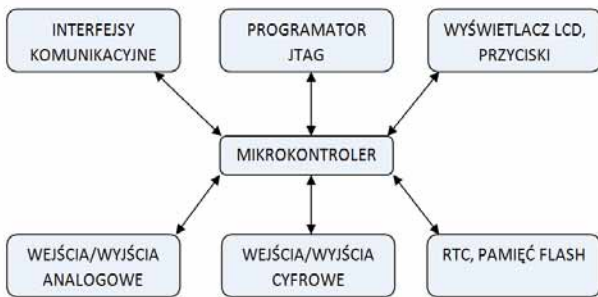 INTERFEJSY
KOMUNIKACYJNE
PROGRAMATOR
JTAG
WYŚWIETLACZ LCD,
PRZYCISKI
MIKROKONTROLER
WEJŚCIA/WYJŚCIA
ANALOGOWE
WEJŚCIA/WYJŚCIA
CYFROWE
RTC, PAMIĘĆ FLASH